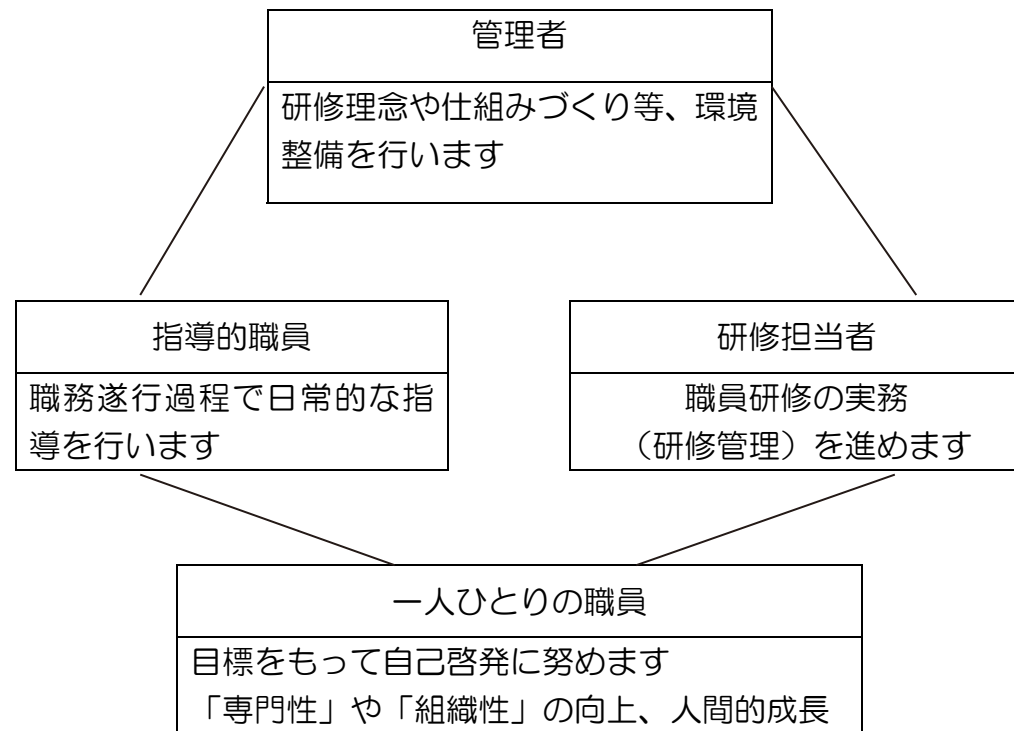 管理者
研修理念や仕組みづくり等、環境
整備を行います
指導的職員
職務遂行過程で日常的な指
導を行います
研修担当者
職員研修の実務
（研修管理）を進めます
一人ひとりの職員
目標をもって自己啓発に努めます
「専門性」や「組織性」の向上、人間的成長